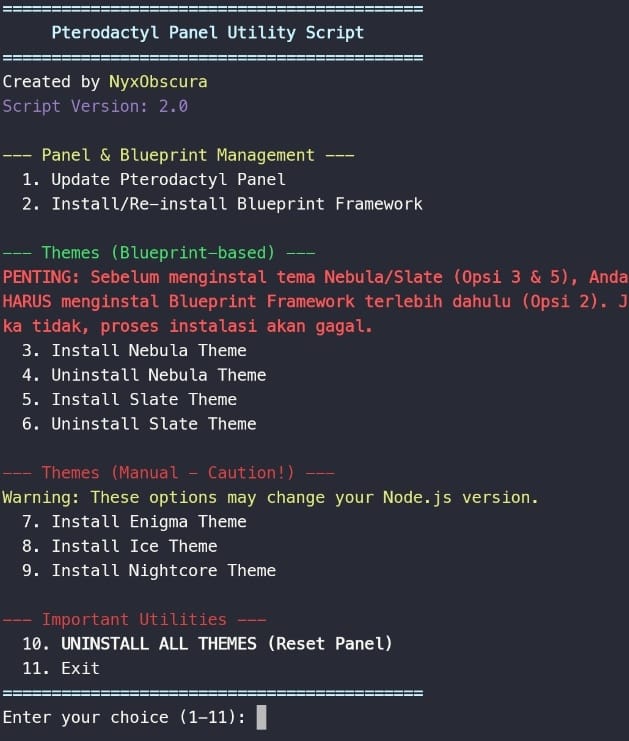 ===========================================
Pterodactyl Panel Utility Script
===========================================
Created by NyxObscura
Script Version: 2.0
--- Panel & Blueprint Management ---
1. Update Pterodactyl Panel
2. Install/Re-install Blueprint Framework
--- Themes (Blueprint-based) ---
PENTING: Sebelum menginstal tema Nebula/Slate (Opsi 3 & 5), Anda
HARUS menginstal Blueprint Framework terlebih dahulu (Opsi 2). J
ka tidak, proses instalasi akan gagal.
3. Install Nebula Theme
4. Uninstall Nebula Theme
5. Install Slate Theme
6. Uninstall Slate Theme
--- Themes (Manual - Caution!) ---
Warning: These options may change your Node.js version.
7. Install Enigma Theme
8. Install Ice Theme
9. Install Nightcore Theme
--- Important Utilities ---
10. UNINSTALL ALL THEMES (Reset Panel)
11. Exit
===========================================
Enter your choice (1-11):